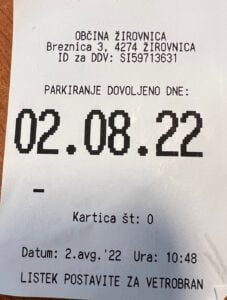 OBČINA ŽIROVNICA
Breznica 3, 4274 ŽIROVNICA
ID za DDV: SI59713631
PARKIRANJE DOVOLJENO DNE:
02.08.22
–
Kartica št: 0
Datum: 2.avg.'22 Ura: 10:48
LISTEK POSTAVITE ZA VETROBRAN